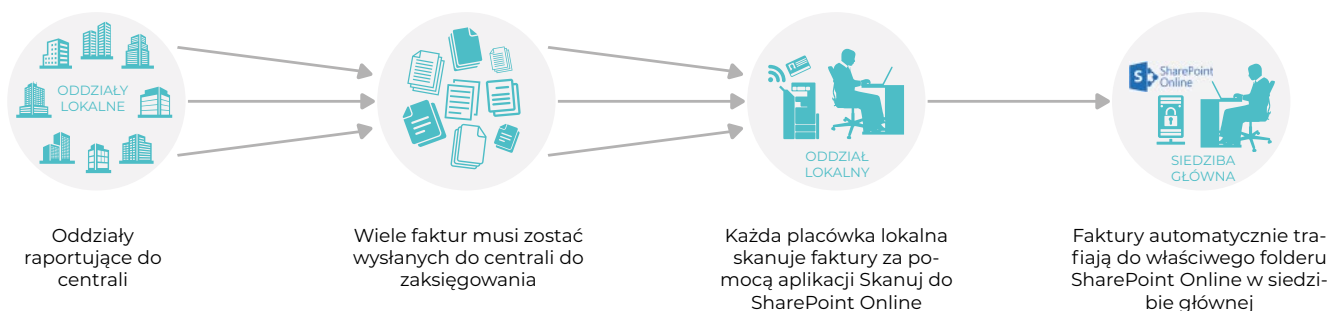 ODDZIAŁY
LOKALNE
ODDZIAŁ
LOKALNY
S
SharePoint
Online
SIEDZIBA
GŁÓWNA
Oddziały
raportujące do
centrali
Wiele faktur musi zostać
wysłanych do centrali do
zaksięgowania
Każda placówka lokalna
skanuje faktury za po-
mocą aplikacji Skanuj do
SharePoint Online
Faktury automatycznie tra-
fiają do właściwego folderu
SharePoint Online w siedzi-
bie głównej